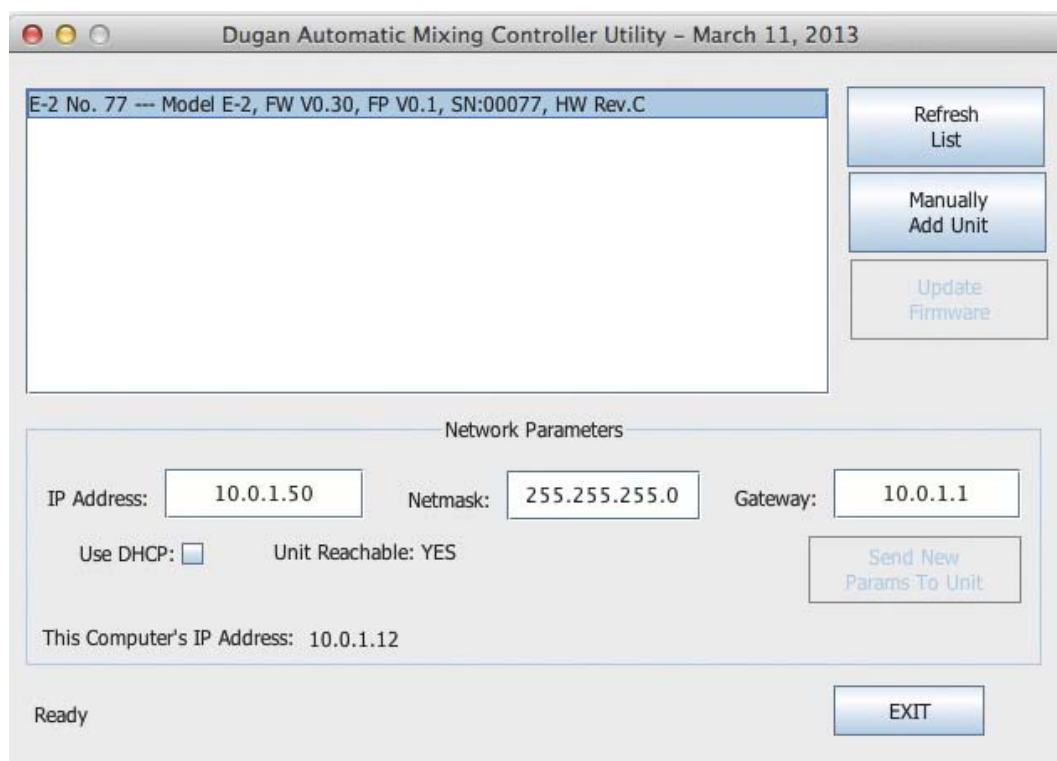 Dugan Automatic Mixing Controller Utility – March 11, 2013
E-2 No. 77 --- Model E-2, FW V0.30, FP V0.1, SN:00077, HW Rev.C
Refresh
List
Manually
Add Unit
Update
Firmware
Network Parameters
IP Address: 10.0.1.50 Netmask: 255.255.255.0 Gateway: 10.0.1.1
Use DHCP: Unit Reachable: YES
Send New
Params To Unit
This Computer's IP Address: 10.0.1.12
Ready
EXIT